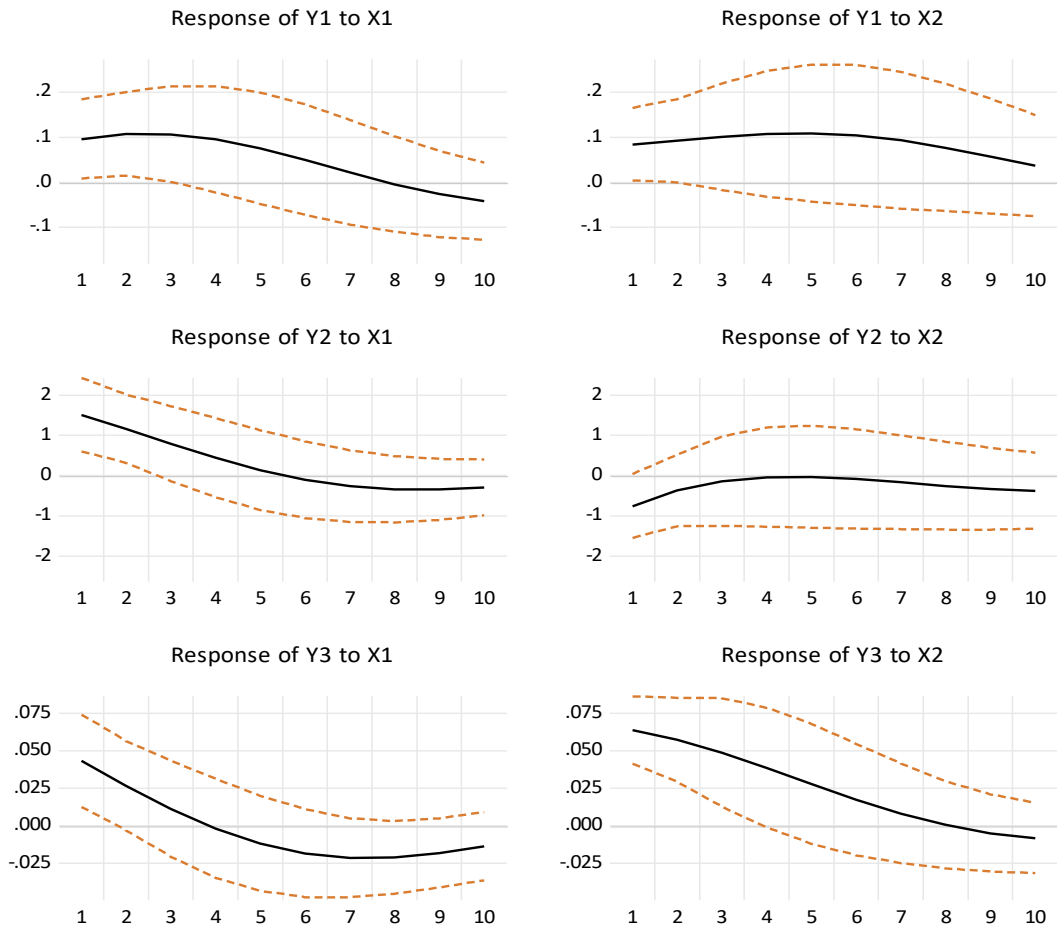 Response of Y1 to X1
.2
.1
.0
-.1
1 2 3 4 5 6 7 8 9 10
Response of Y1 to X2
.2
.1
.0
-.1
1 2 3 4 5 6 7 8 9 10
Response of Y2 to X1
2
1
0
-1
-2
1 2 3 4 5 6 7 8 9 10
Response of Y2 to X2
2
1
0
-1
-2
1 2 3 4 5 6 7 8 9 10
Response of Y3 to X1
.075
.050
.025
.000
-.025
1 2 3 4 5 6 7 8 9 10
Response of Y3 to X2
.075
.050
.025
.000
-.025
1 2 3 4 5 6 7 8 9 10